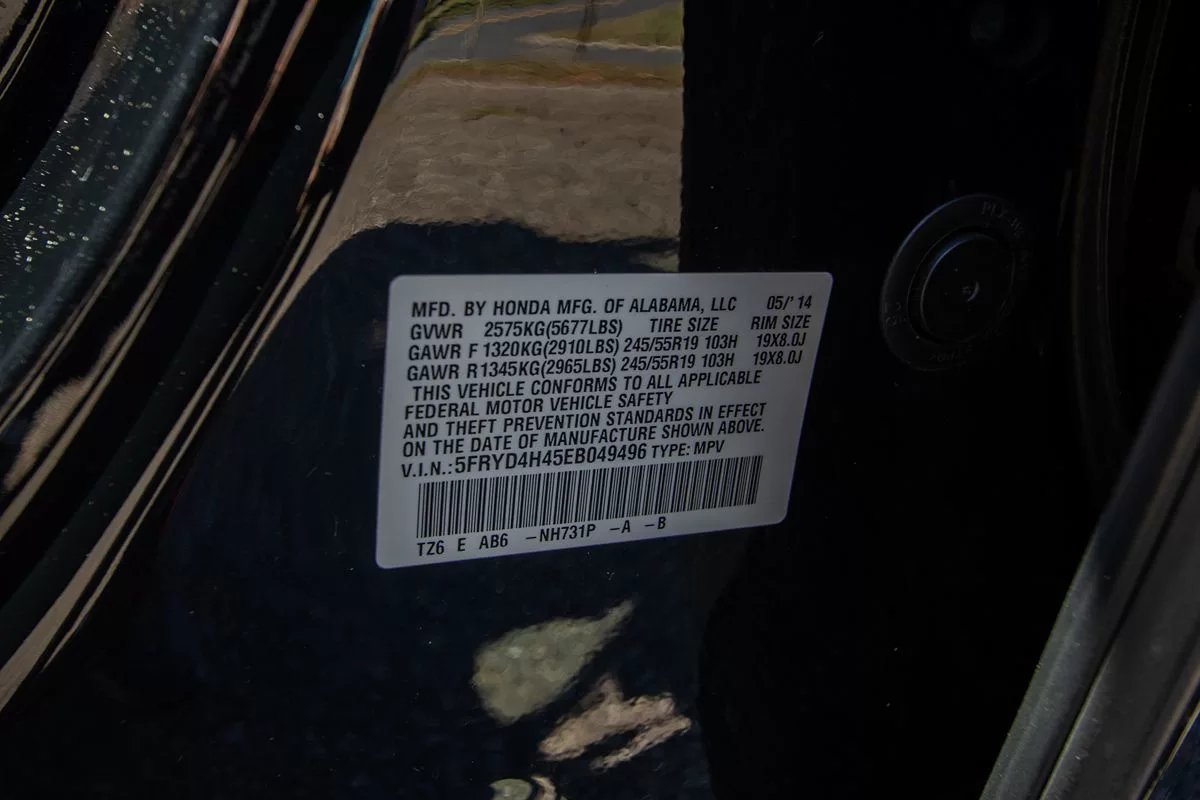 MFD. BY HONDA MFG. OF ALABAMA, LLC 05/'14
GVWR 2575KG(5677LBS) TIRE SIZE RIM SIZE
GAWR F 1320KG(2910LBS) 245/55R19 103H 19X8.0J
GAWR R1345KG(2965LBS) 245/55R19 103H 19X8.0J
THIS VEHICLE CONFORMS TO ALL APPLICABLE
FEDERAL MOTOR VEHICLE SAFETY
AND THEFT PREVENTION STANDARDS IN EFFECT
ON THE DATE OF MANUFACTURE SHOWN ABOVE.
V.I.N.:5FRYD4H45EB049496 TYPE: MPV
TZ6 E AB6 -NH731P -A -B